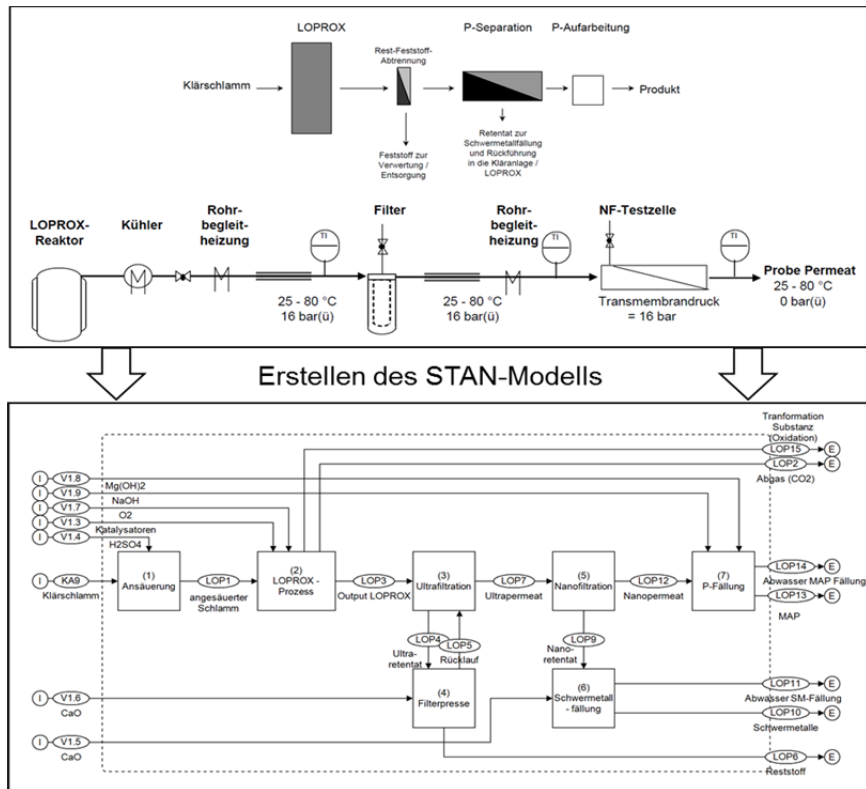 LOPROX
P-Separation
P-Aufarbeitung
Rest-Feststoff-
Abtrennung
Klärschlamm
Produkt
Feststoff zur
Verwertung /
Entsorgung
Retentat zur
Schwermetallfällung
und Rückführung
in die Kläranlage /
LOPROX
LOPROX-
Reaktor
Kühler
Rohr-
begleit-
heizung
TI
Filter
Rohr-
begleit-
heizung
TI
NF-Testzelle
TI
25 - 80 °C
16 bar(ü)
25 - 80 °C
16 bar(ü)
Transmembrandruck
= 16 bar
Probe Permeat
25 - 80 °C
0 bar(ü)
Erstellen des STAN-Modells
Tranformation
Substanz
(Oxidation)
LOP15 E
LOP2 E
Abgas (CO2)
I V1.8
Mg(OH)2
I V1.9
NaOH
I V1.7
O2
I V1.3
Katalysatoren
I V1.4
H2SO4
I KA9
Klärschlamm
(1)
Ansäuerung
LOP1
angesäuerter
Schlamm
(2)
LOPROX -
Prozess
LOP3
Output LOPROX
(3)
Ultrafiltration
LOP7
Ultrapermeat
(5)
Nanofiltration
LOP12
Nanopermeat
(7)
P-Fällung
LOP14 E
Abwasser MAP Fällung
LOP13 E
MAP
LOP4
Ultra-
retentat
LOP5
Rücklauf
LOP9
Nano-
retentat
I V1.6
CaO
(4)
Filterpresse
(6)
Schwermetall
- fällung
LOP11 E
Abwasser SM-Fällung
LOP10 E
Schwermetalle
I V1.5
CaO
LOP6 E
Reststoff